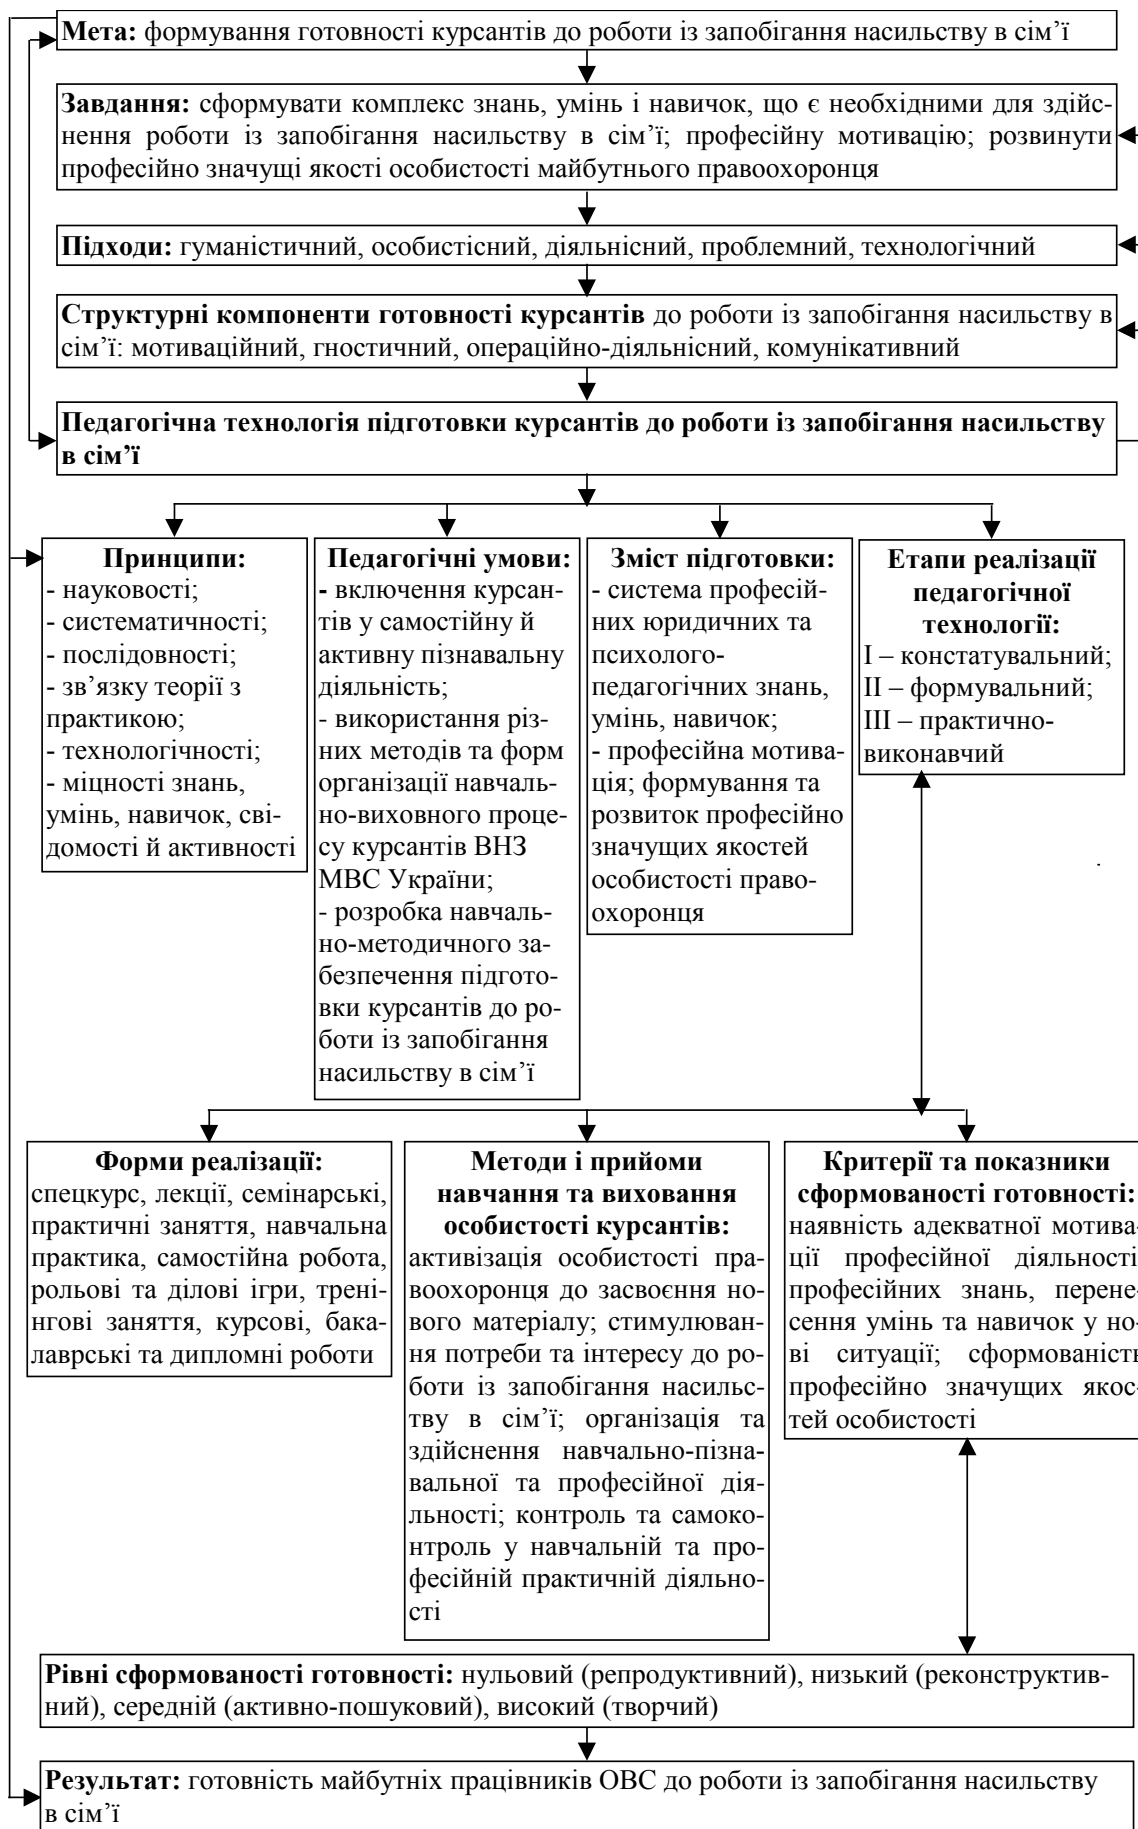 Мета: формування готовності курсантів до роботи із запобігання насильству в сім’ї
Завдання: сформувати комплекс знань, умінь і навичок, що є необхідними для здійс-
нення роботи із запобігання насильству в сім’ї; професійну мотивацію; розвинути
професійно значущі якості особистості майбутнього правоохоронця
Підходи: гуманістичний, особистісний, діяльнісний, проблемний, технологічний
Структурні компоненти готовності курсантів до роботи із запобігання насильству в
сім’ї: мотиваційний, гностичний, операційно-діяльнісний, комунікативний
Педагогічна технологія підготовки курсантів до роботи із запобігання насильству
в сім’ї
Принципи:
- науковості;
- систематичності;
- послідовності;
- зв’язку теорії з
практикою;
- технологічності;
- міцності знань,
умінь, навичок, сві-
домості й активності
Педагогічні умови:
- включення курсан-
тів у самостійну й
активну пізнавальну
діяльність;
- використання різ-
них методів та форм
організації навчаль-
но-виховного проце-
су курсантів ВНЗ
МВС України;
- розробка навчаль-
но-методичного за-
безпечення підгото-
вки курсантів до ро-
боти із запобігання
насильству в сім’ї
Зміст підготовки:
- система професій-
них юридичних та
психолого-
педагогічних знань,
умінь, навичок;
- професійна мотива-
ція; формування та
розвиток професійно
значущих якостей
особистості право-
охоронця
Етапи реалізації
педагогічної
технології:
І – констатувальний;
ІІ – формувальний;
ІІІ – практично-
виконавчий
Форми реалізації:
спецкурс, лекції, семінарські,
практичні заняття, навчальна
практика, самостійна робота,
рольові та ділові ігри, трені-
нгові заняття, курсові, бака-
лаврські та дипломні роботи
Методи і прийоми
навчання та виховання
особистості курсантів:
активізація особистості пра-
воохоронця до засвоєння но-
вого матеріалу; стимулюван-
ня потреби та інтересу до ро-
боти із запобігання насильс-
тву в сім’ї; організація та
здійснення навчально-пізна-
вальної та професійної дія-
льності; контроль та самоко-
нтроль у навчальній та про-
фесійній практичній діяльно-
сті
Критерії та показники
сформованості готовності:
наявність адекватної мотива-
ції професійної діяльності
професійних знань, перене-
сення умінь та навичок у но-
ві ситуації; сформованість
професійно значущих якос-
тей особистості
Рівні сформованості готовності: нульовий (репродуктивний), низький (реконструктив-
ний), середній (активно-пошуковий), високий (творчий)
Результат: готовність майбутніх працівників ОВС до роботи із запобігання насильству
в сім’ї